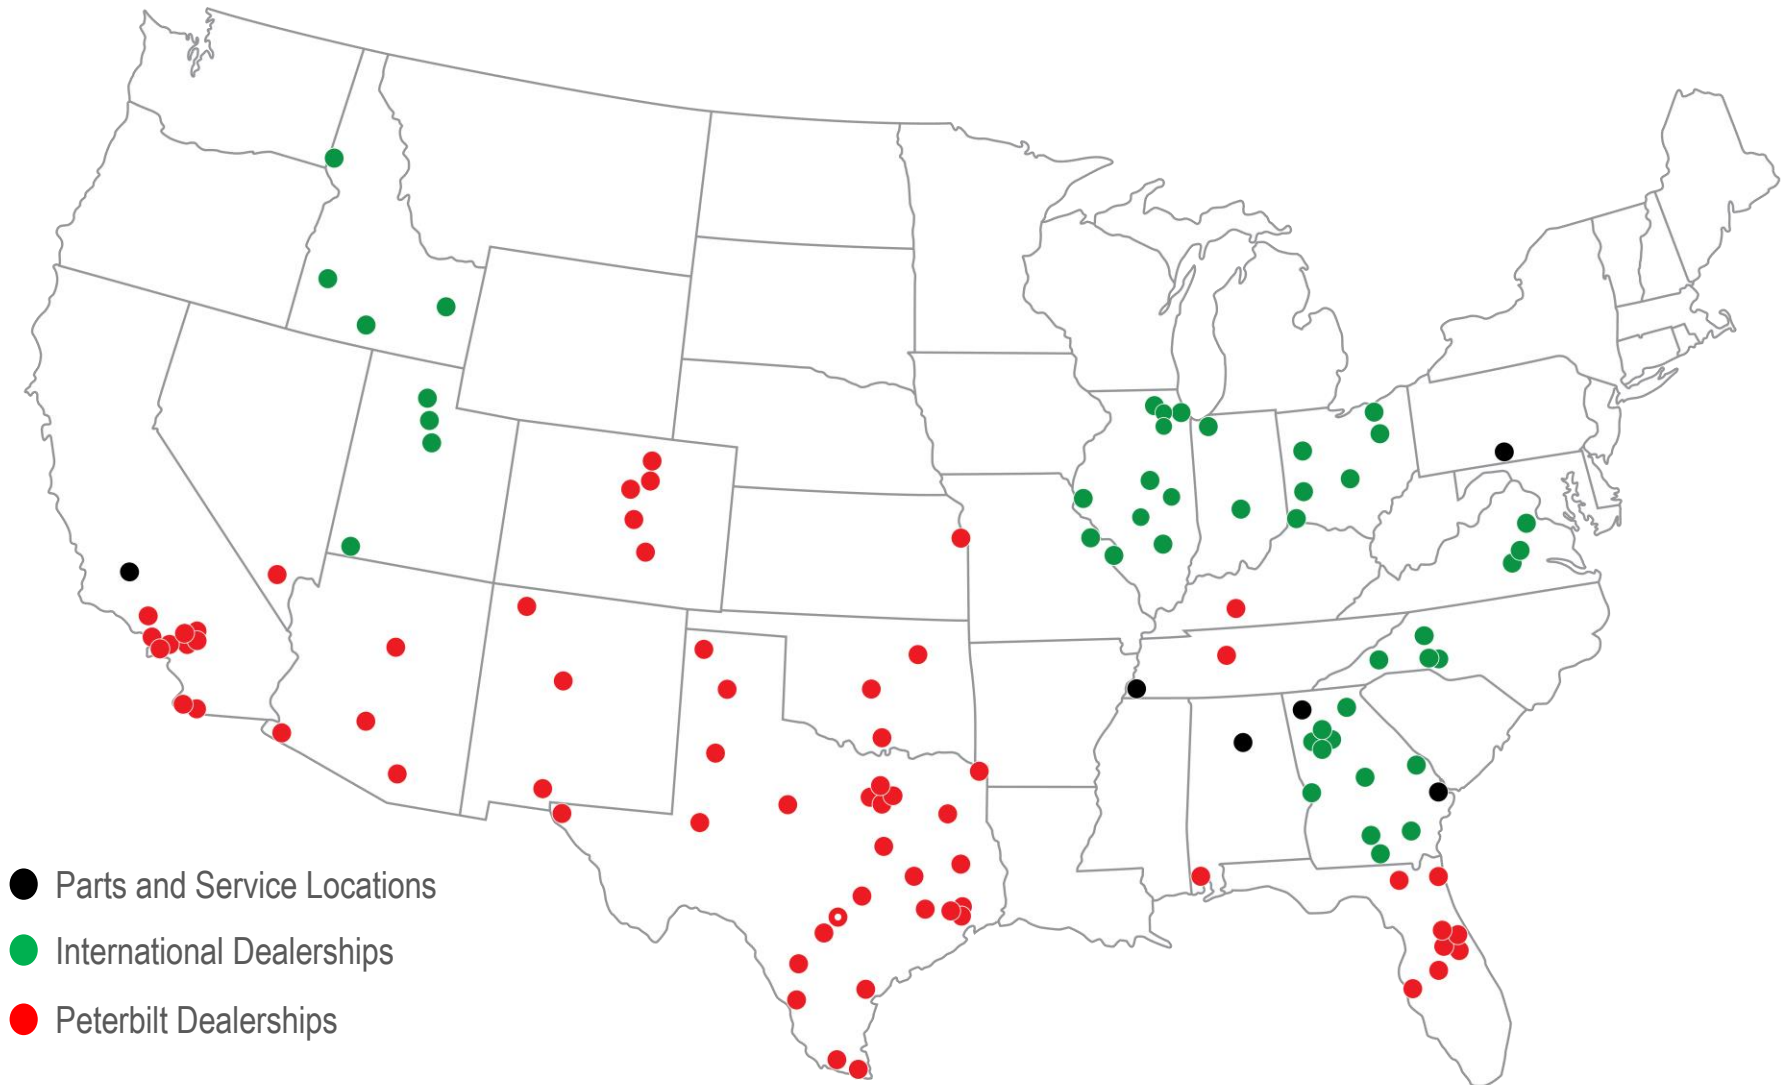 Parts and Service Locations
International Dealerships
Peterbilt Dealerships